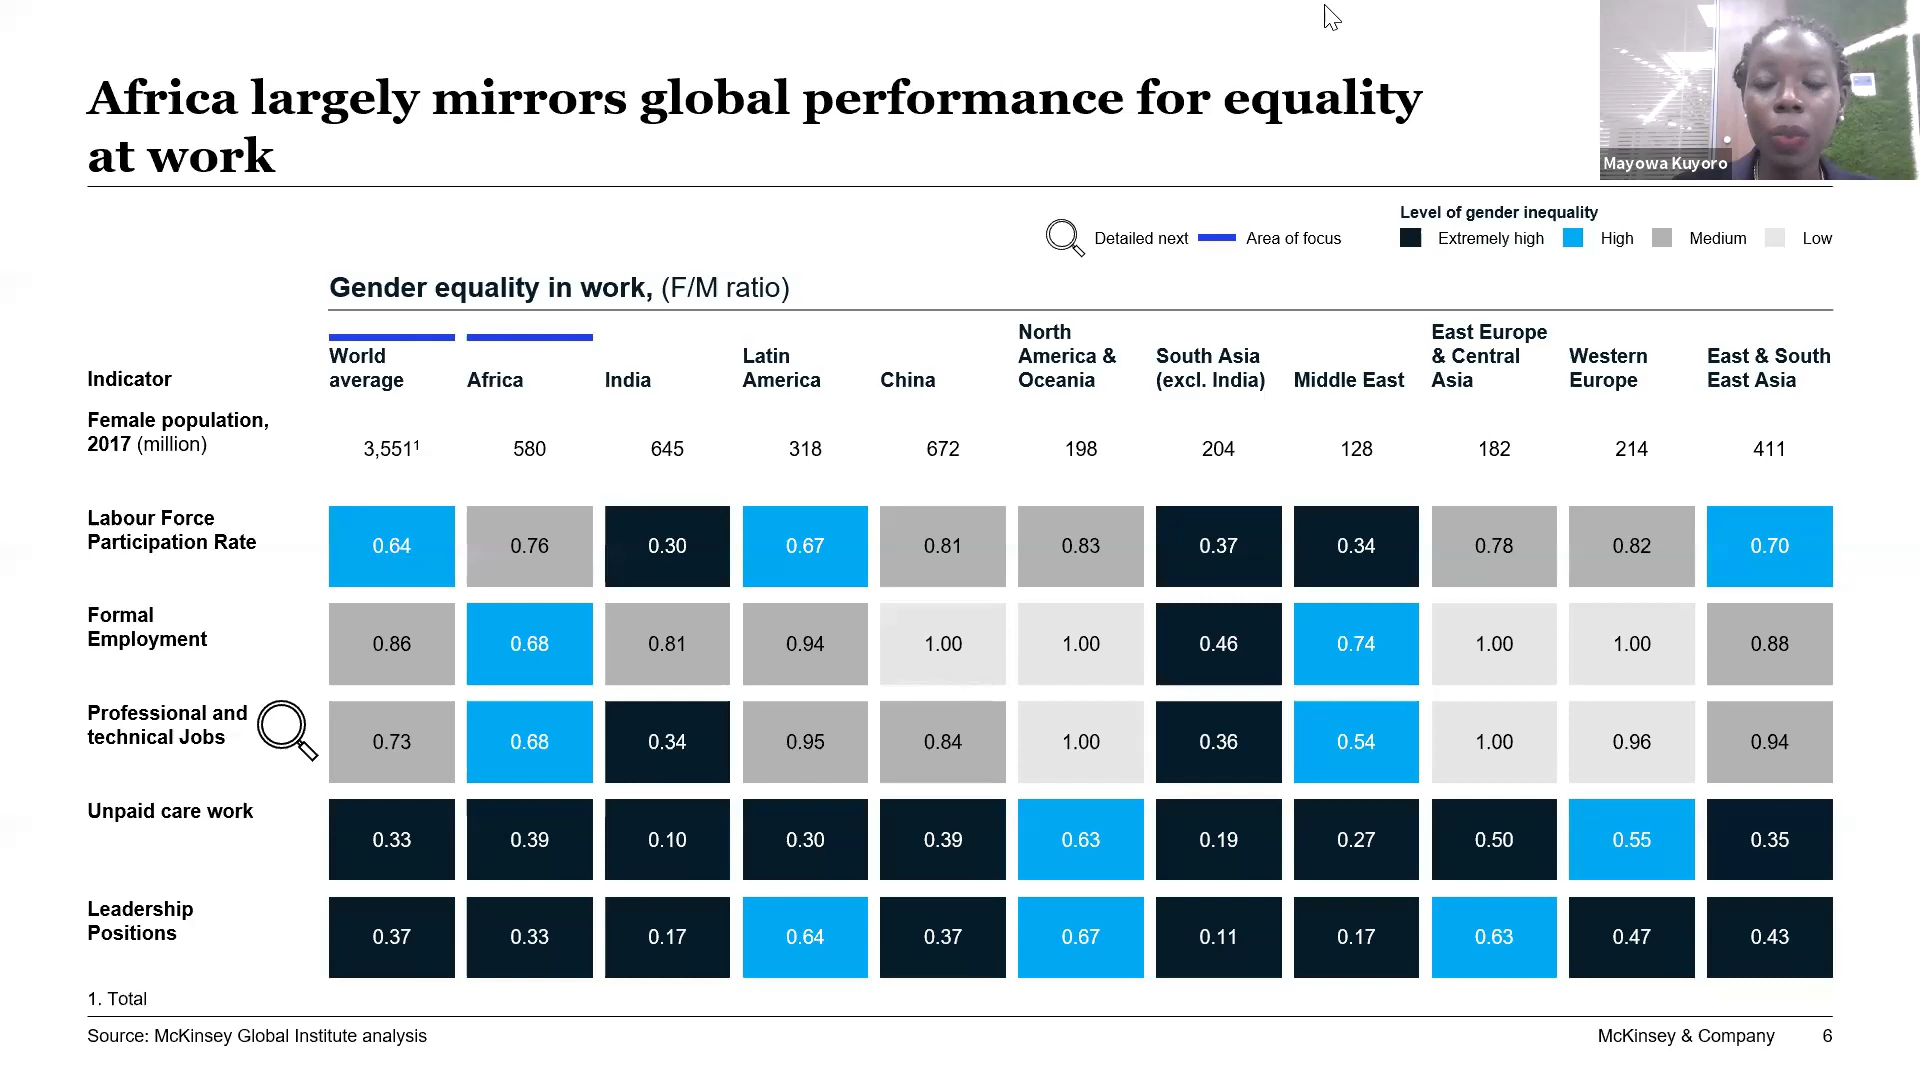 Africa largely mirrors global performance for equality
at work
Mayowa Kuyoro
Detailed next
Area of focus
Level of gender inequality
Extremely high
High
Medium
Low
Gender equality in work, (F/M ratio)
Indicator
World
average
Africa
India
Latin
America
China
North
America &
Oceania
South Asia
(excl. India)
Middle East
East Europe
& Central
Asia
Western
Europe
East & South
East Asia
Female population,
2017 (million)
3,551¹ 580 645 318 672 198 204 128 182 214 411
Labour Force
Participation Rate
0.64 0.76 0.30 0.67 0.81 0.83 0.37 0.34 0.78 0.82 0.70
Formal
Employment
0.86 0.68 0.81 0.94 1.00 1.00 0.46 0.74 1.00 1.00 0.88
Professional and
technical Jobs
0.73 0.68 0.34 0.95 0.84 1.00 0.36 0.54 1.00 0.96 0.94
Unpaid care work
0.33 0.39 0.10 0.30 0.39 0.63 0.19 0.27 0.50 0.55 0.35
Leadership
Positions
0.37 0.33 0.17 0.64 0.37 0.67 0.11 0.17 0.63 0.47 0.43
1. Total
Source: McKinsey Global Institute analysis
McKinsey & Company 6